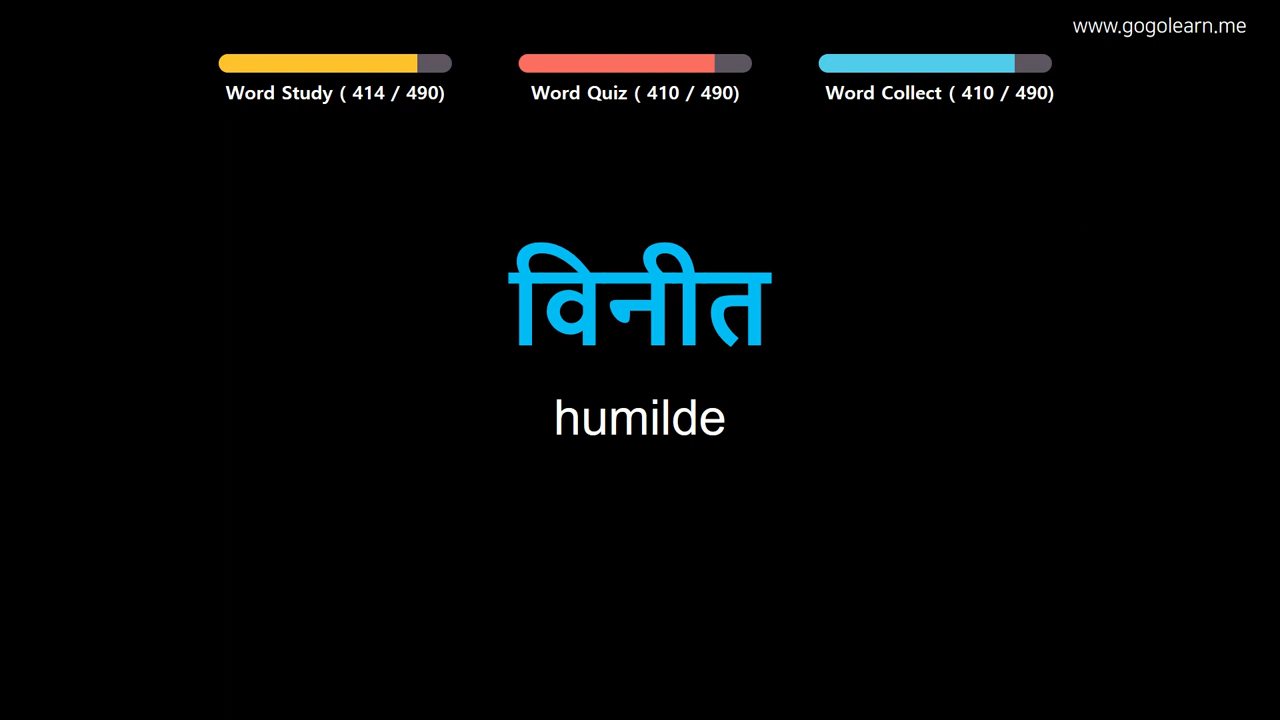 www.gogolearn.me
Word Study ( 414 / 490)
Word Quiz ( 410 / 490)
Word Collect ( 410 / 490)
विनीत
humilde